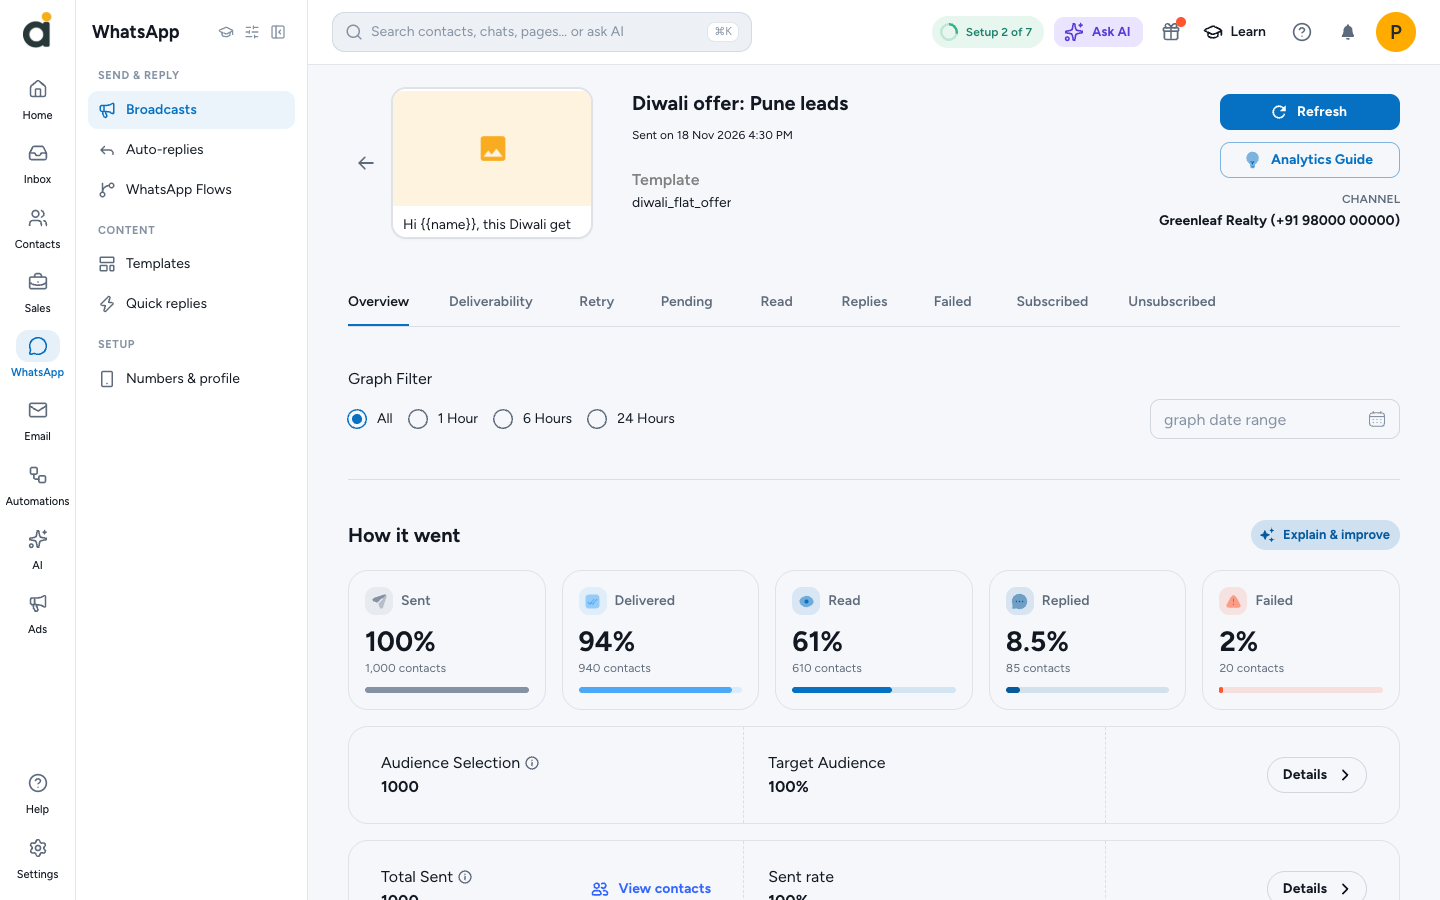 WhatsApp
Search contacts, chats, pages... or ask AI
⌘K
Setup 2 of 7
Ask AI
Learn
P
Home
Inbox
Contacts
Sales
WhatsApp
Email
Automations
AI
Ads
Help
Settings
SEND & REPLY
Broadcasts
Auto-replies
WhatsApp Flows
CONTENT
Templates
Quick replies
SETUP
Numbers & profile
Hi {{name}}, this Diwali get
Diwali offer: Pune leads
Sent on 18 Nov 2026 4:30 PM
Template
diwali_flat_offer
Refresh
Analytics Guide
CHANNEL
Greenleaf Realty (+91 98000 00000)
Overview
Deliverability
Retry
Pending
Read
Replies
Failed
Subscribed
Unsubscribed
Graph Filter
All
1 Hour
6 Hours
24 Hours
graph date range
How it went
Explain & improve
Sent
100%
1,000 contacts
Delivered
94%
940 contacts
Read
61%
610 contacts
Replied
8.5%
85 contacts
Failed
2%
20 contacts
Audience Selection
1000
Target Audience
100%
Details
Total Sent
1000
View contacts
Sent rate
100%
Details